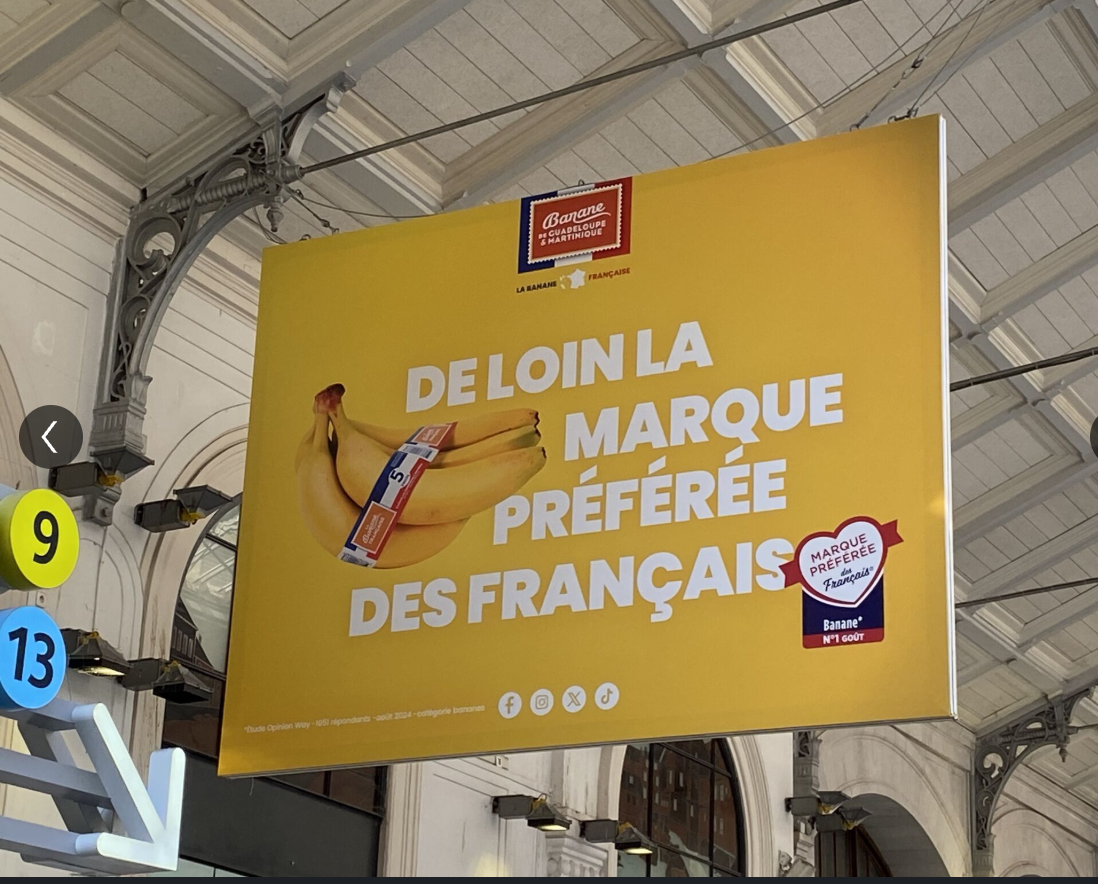 Banane
DE GUADELOUPE
& MARTINIQUE
LA BANANE FRANÇAISE
DE LOIN LA
MARQUE
PRÉFÉRÉE
DES FRANÇAIS
5
MARQUE
PRÉFÉRÉE
des
Français®
Banane*
N°1 GOÛT
*Étude Opinion Way - 1051 répondants - août 2024 - catégorie bananes
9
13